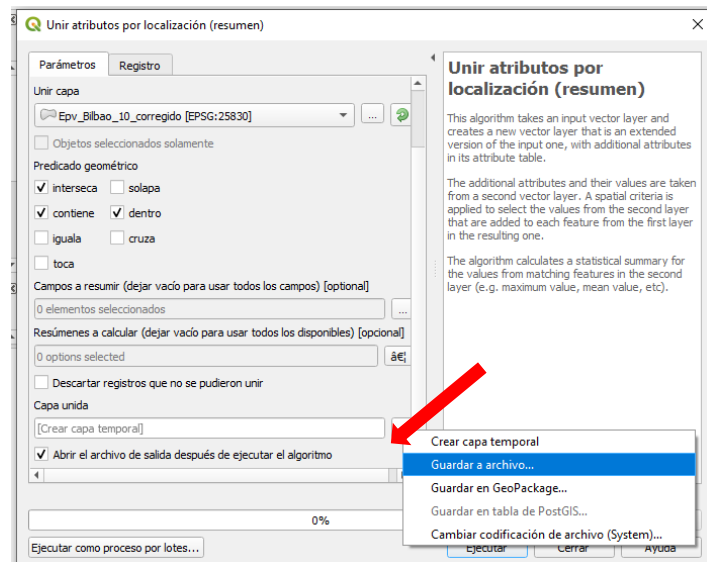 Unir atributos por localización (resumen)
Parámetros
Registro
Unir capa
Epv_Bilbao_10_corregido [EPSG:25830]
...
Objetos seleccionados solamente
Predicado geométrico
interseca
solapa
contiene
dentro
iguala
cruza
toca
Campos a resumir (dejar vacío para usar todos los campos) [optional]
0 elementos seleccionados
...
Resúmenes a calcular (dejar vacío para usar todos los disponibles) [opcional]
0 options selected
â€¦
Descartar registros que no se pudieron unir
Capa unida
[Crear capa temporal]
Abrir el archivo de salida después de ejecutar el algoritmo
0%
Ejecutar como proceso por lotes...
Unir atributos por
localización (resumen)
This algorithm takes an input vector layer and
creates a new vector layer that is an extended
version of the input one, with additional attributes
in its attribute table.
The additional attributes and their values are taken
from a second vector layer. A spatial criteria is
applied to select the values from the second layer
that are added to each feature from the first layer
in the resulting one.
The algorithm calculates a statistical summary for
the values from matching features in the second
layer (e.g. maximum value, mean value, etc).
Crear capa temporal
Guardar a archivo...
Guardar en GeoPackage...
Guardar en tabla de PostGIS...
Cambiar codificación de archivo (System)...
Ejecutar
Cerrar
Ayuda